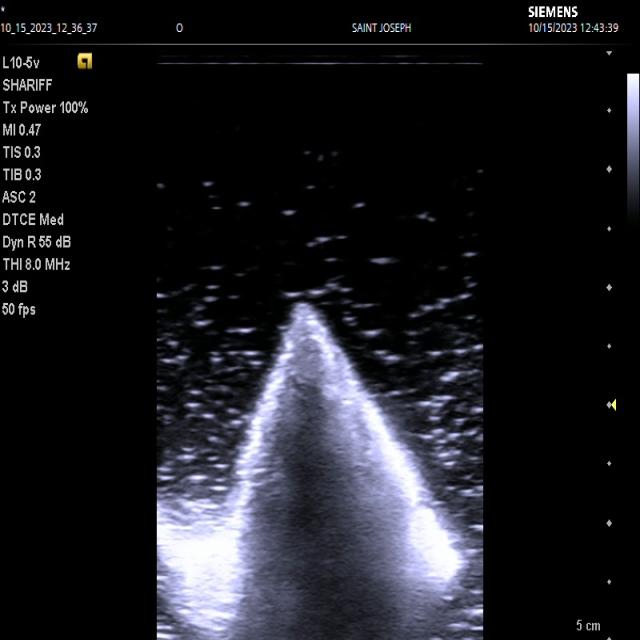 *
SIEMENS
10_15_2023_12_36_37 O SAINT JOSEPH 10/15/2023 12:43:39
L10-5v
SHARIFF
Tx Power 100%
MI 0.47
TIS 0.3
TIB 0.3
ASC 2
DTCE Med
Dyn R 55 dB
THI 8.0 MHz
3 dB
50 fps
5 cm